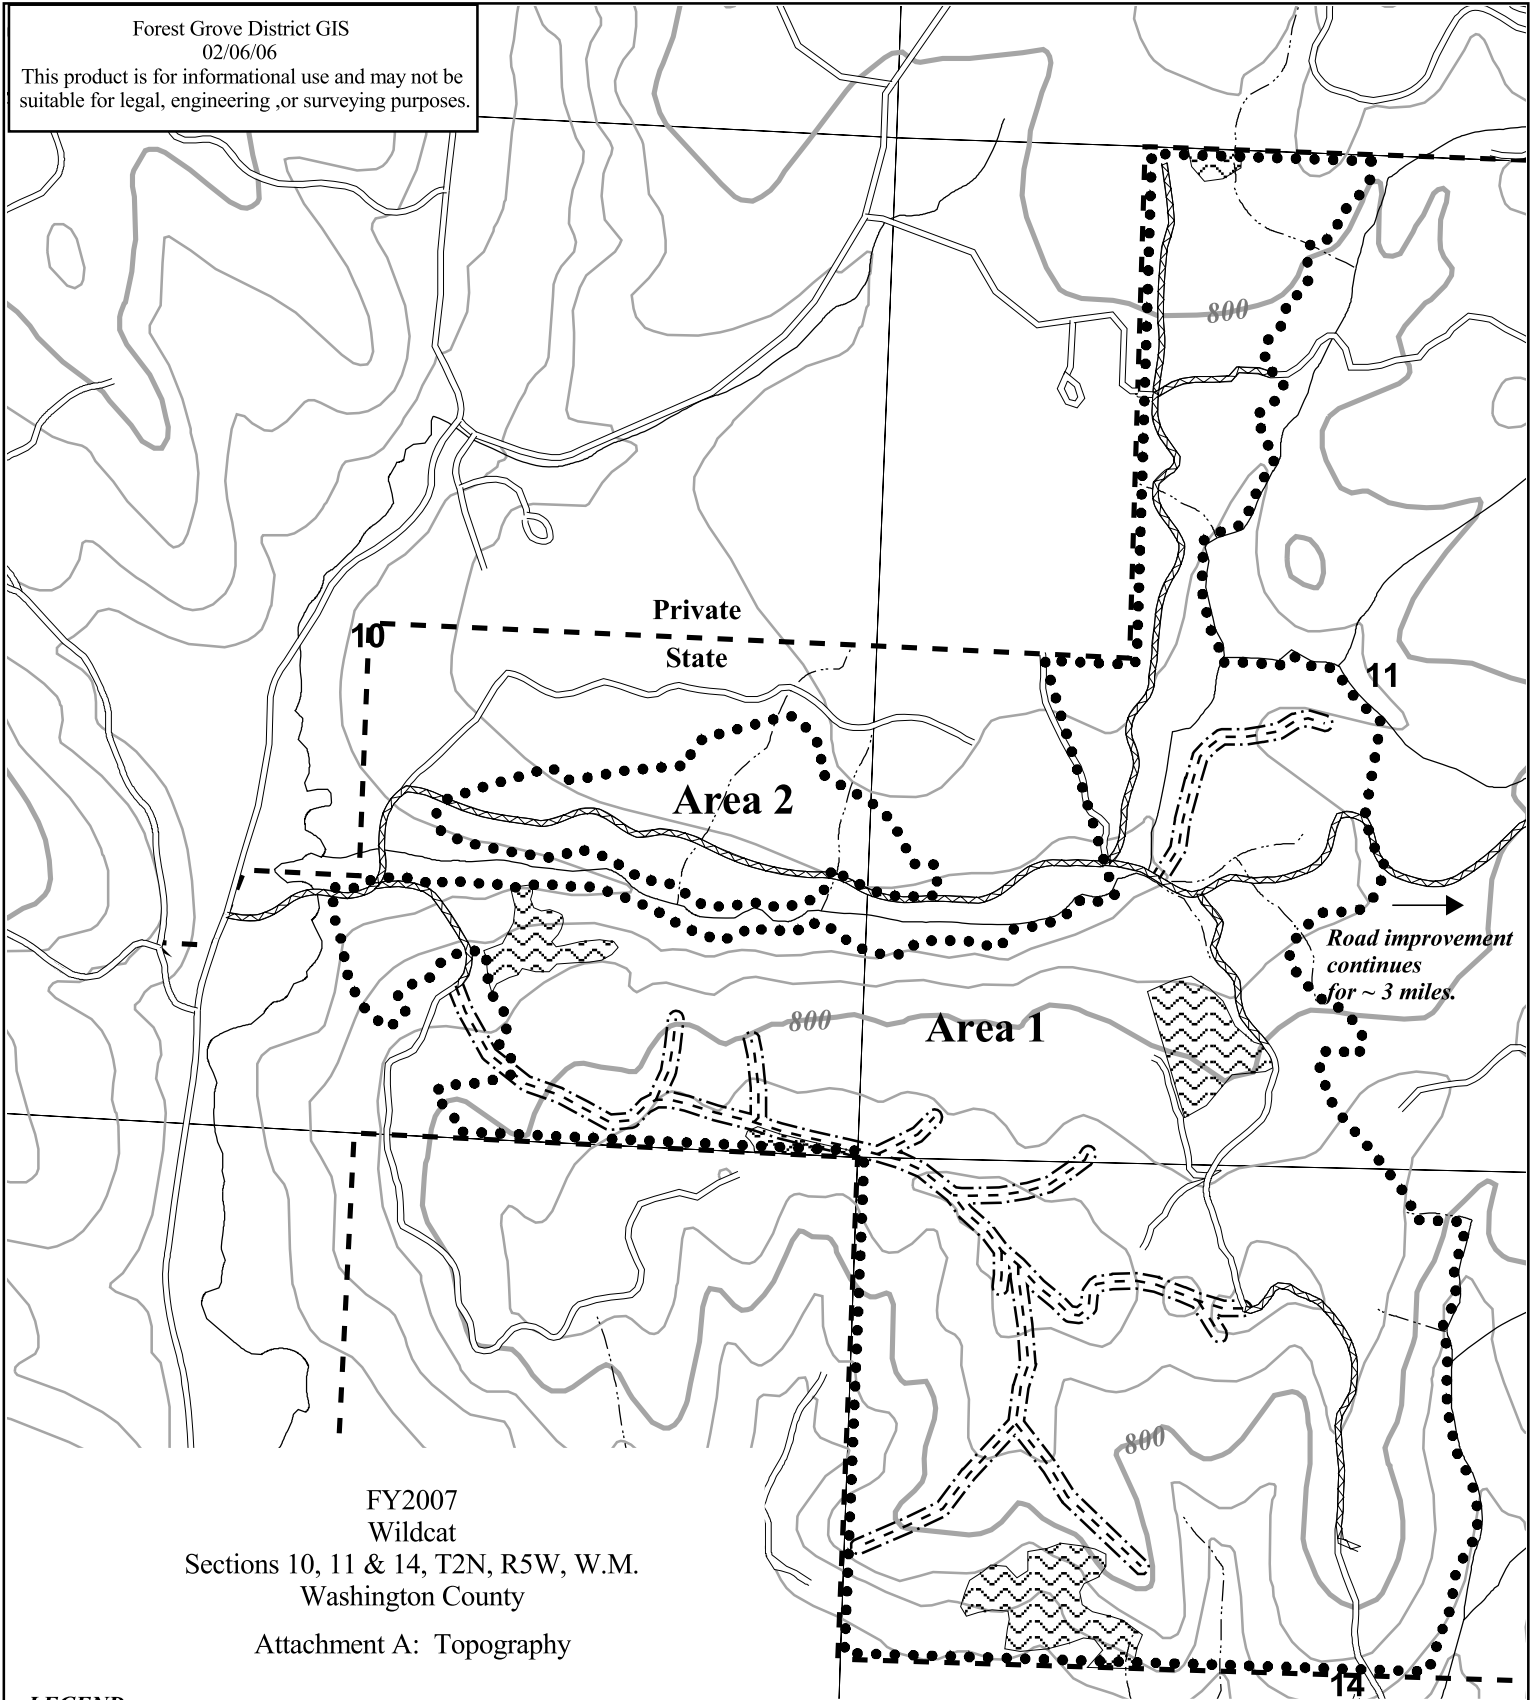 Forest Grove District GIS
02/06/06
This product is for informational use and may not be
suitable for legal, engineering ,or surveying purposes.
800
Private
10
State
11
Area 2
Road improvement
continues
for ~ 3 miles.
800
Area 1
800
FY2007
Wildcat
Sections 10, 11 & 14, T2N, R5W, W.M.
Washington County
Attachment A: Topography
14
LEGEND